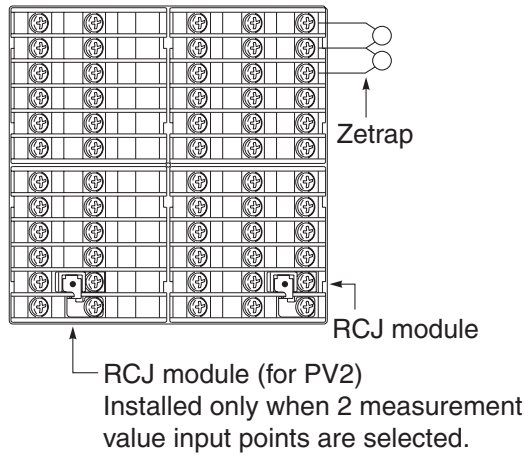 Zetrap
RCJ module
RCJ module (for PV2)
Installed only when 2 measurement
value input points are selected.